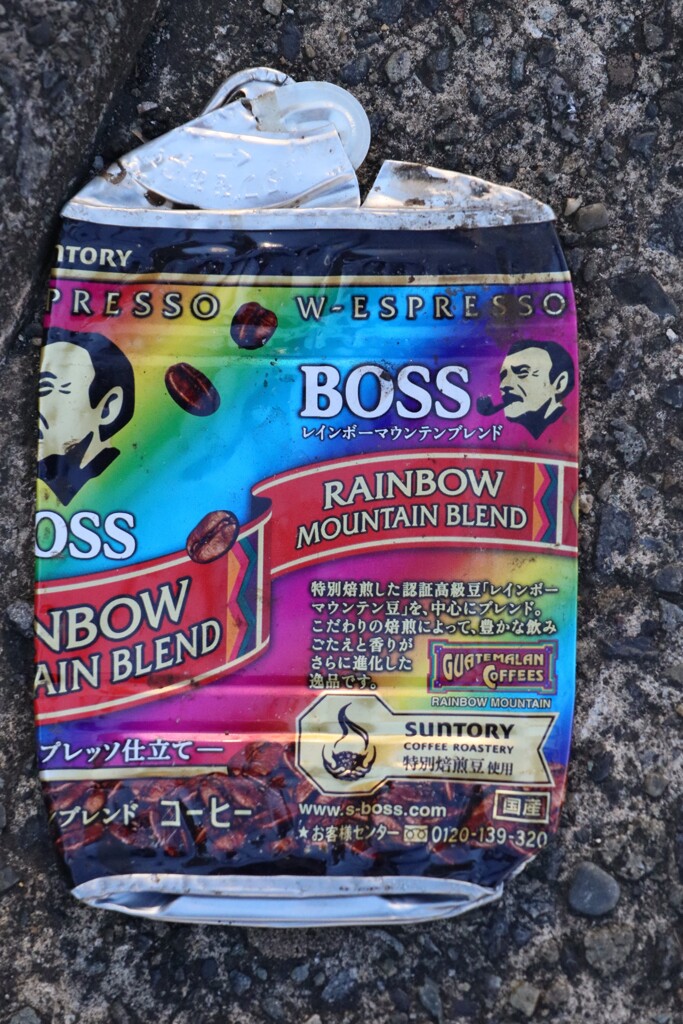 NTORY
PRESSO
W-ESPRESSO
BOSS
レインボーマウンテンブレンド
RAINBOW
MOUNTAIN BLEND
OSS
NBOW
AIN BLEND
特別焙煎した認証高級豆「レインボー
マウンテン豆」を、中心にブレンド。
こだわりの焙煎によって、豊かな飲み
ごたえと香りが
さらに進化した
逸品です。
GUATEMALAN
COFFEES
RAINBOW MOUNTAIN
SUNTORY
COFFEE ROASTERY
特別焙煎豆使用
プレッソ仕立て
ブレンド コーヒー
www.s-boss.com
国産
★お客様センター 0120-139-320